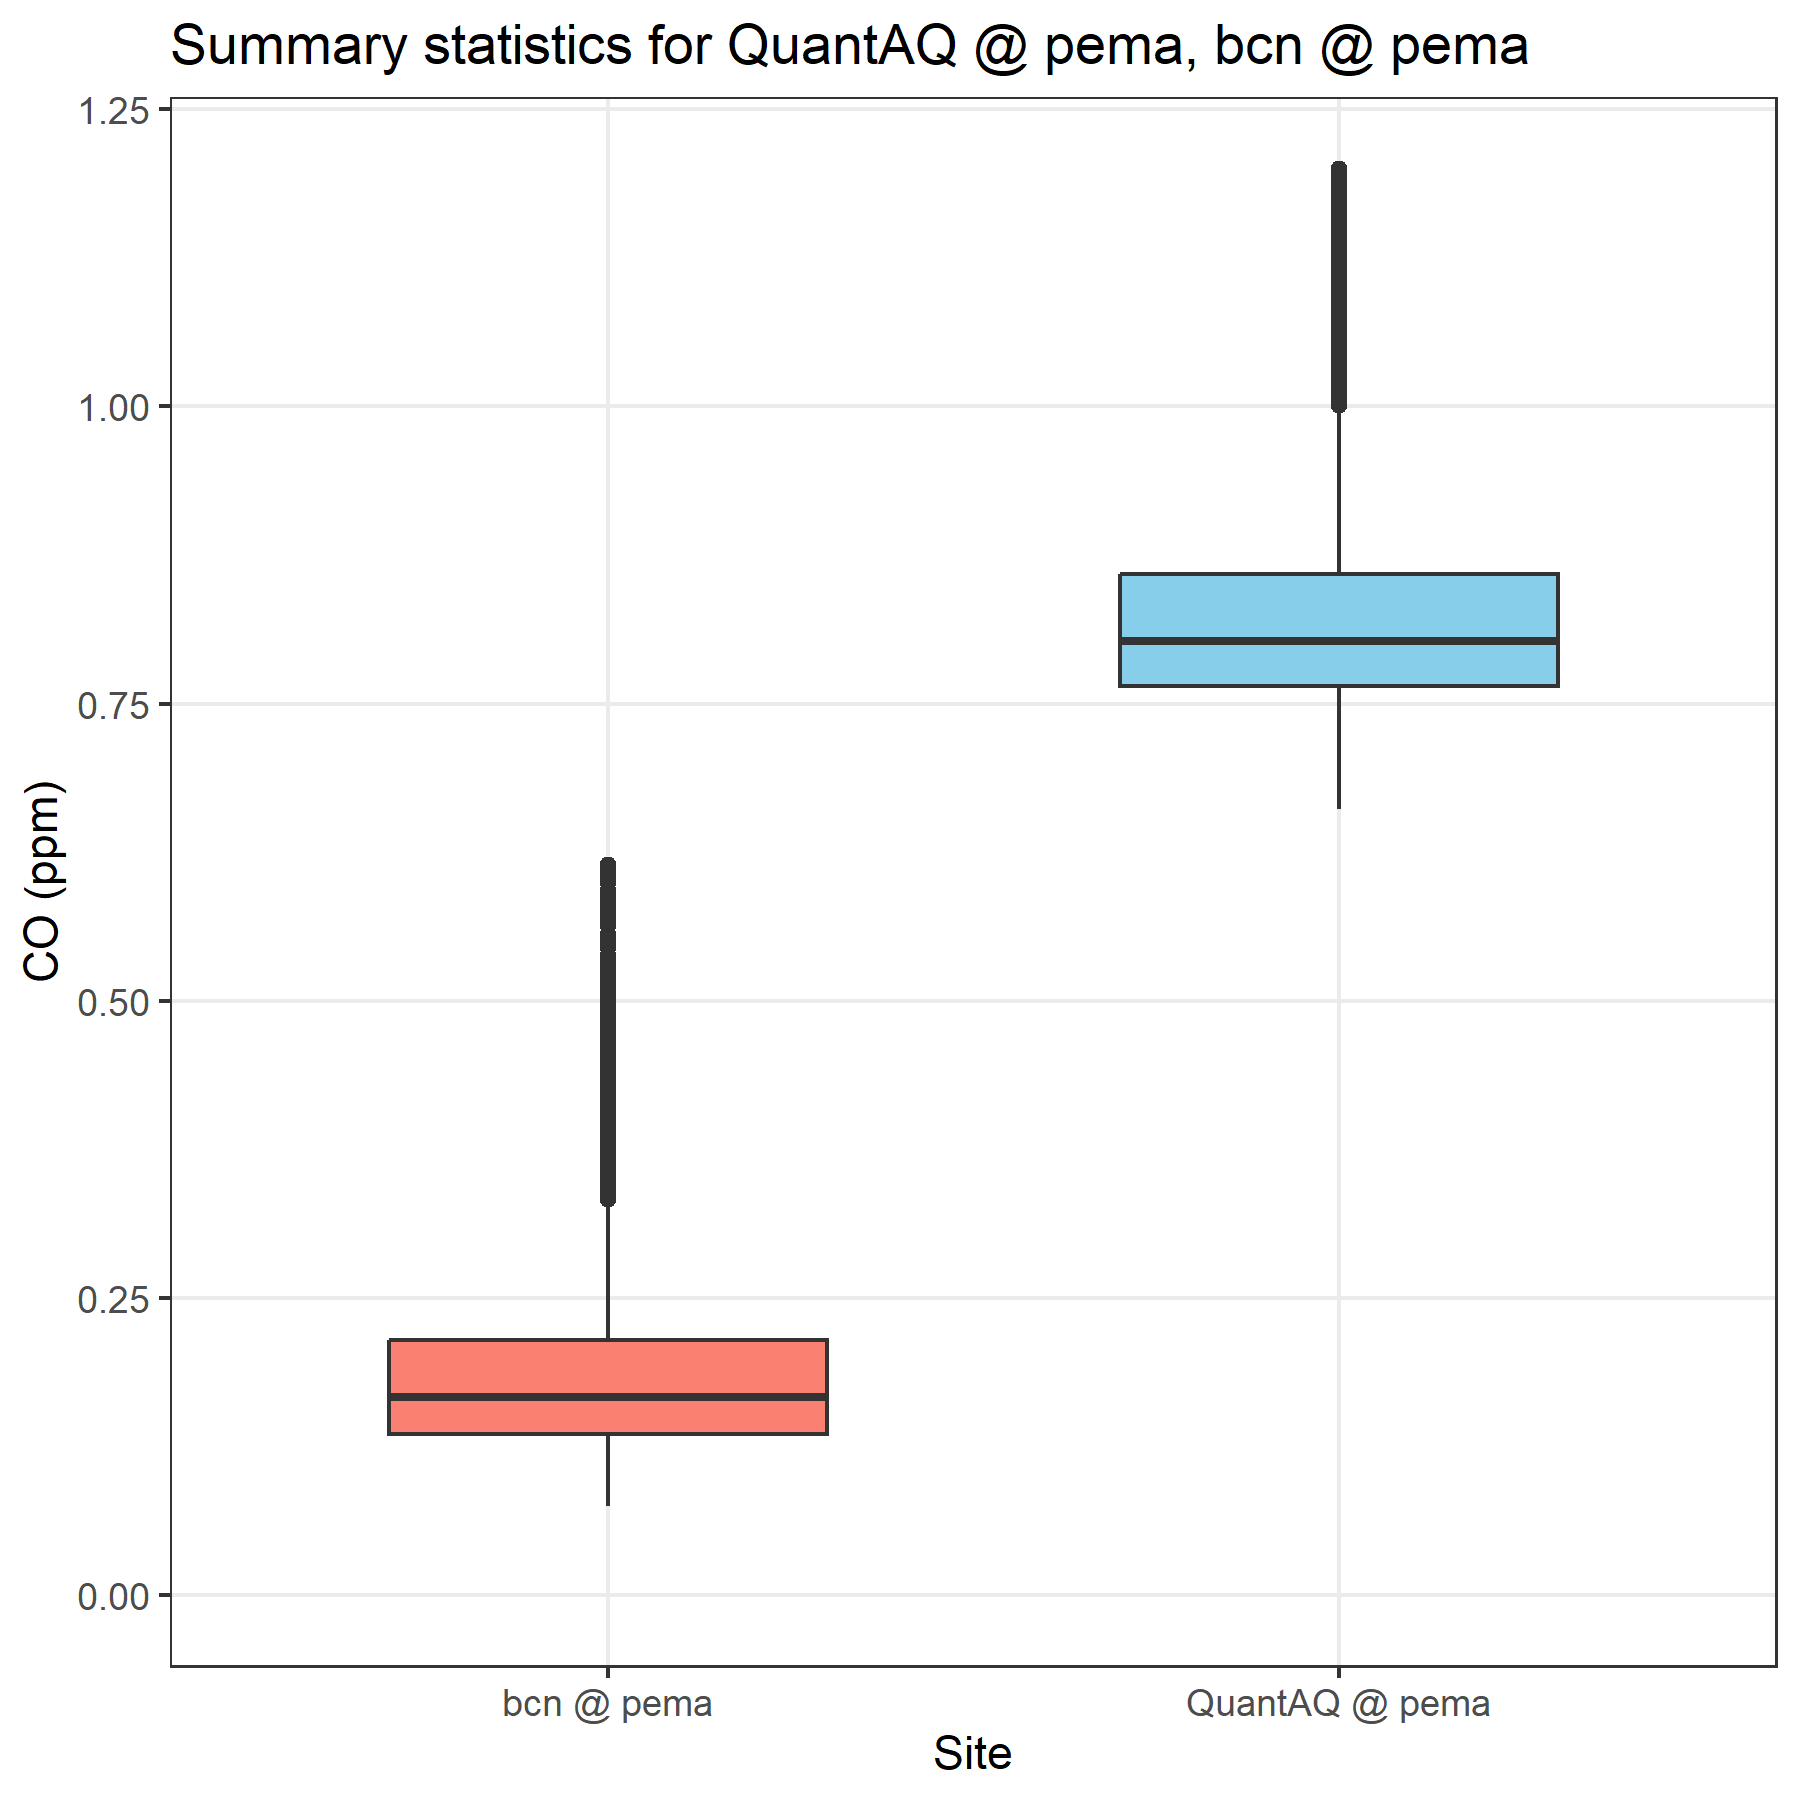 Summary statistics for QuantAQ @ pema, bcn @ pema
1.25
1.00
0.75
0.50
0.25
0.00
CO (ppm)
bcn @ pema
QuantAQ @ pema
Site